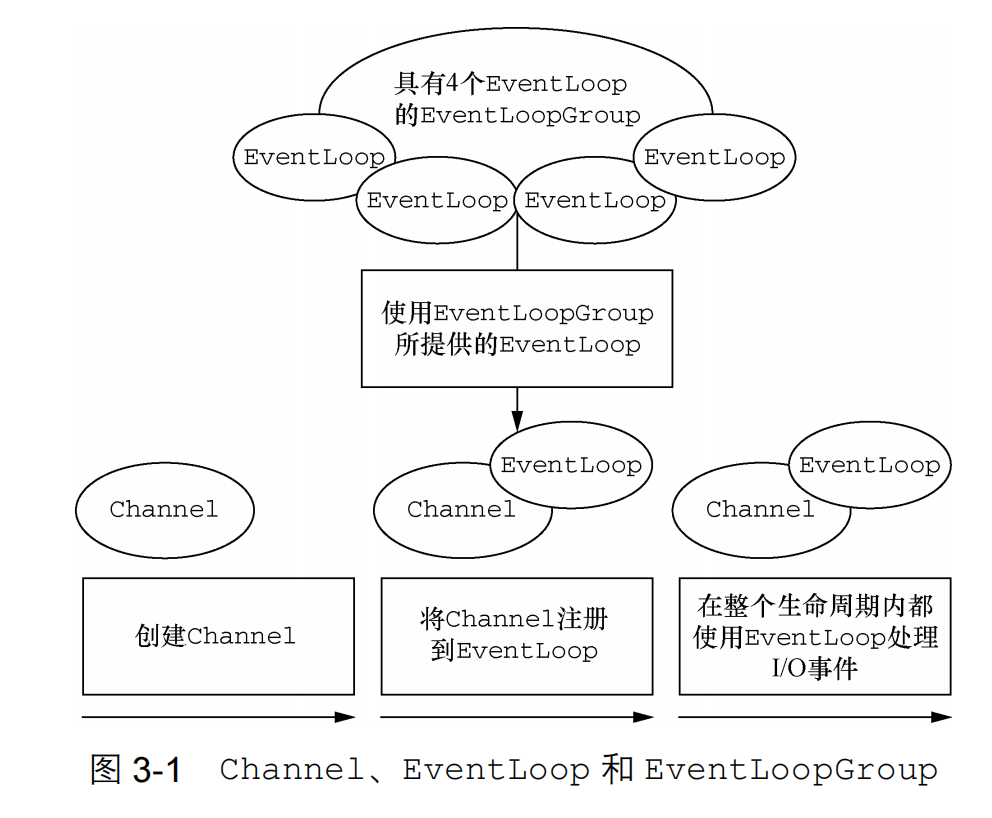 具有4个EventLoop
的EventLoopGroup
EventLoop
EventLoop
EventLoop
EventLoop
使用EventLoopGroup
所提供的EventLoop
EventLoop
EventLoop
Channel
Channel
Channel
创建Channel
将Channel注册
到EventLoop
在整个生命周期内都
使用EventLoop处理
I/O事件
图 3-1 Channel、EventLoop 和 EventLoopGroup